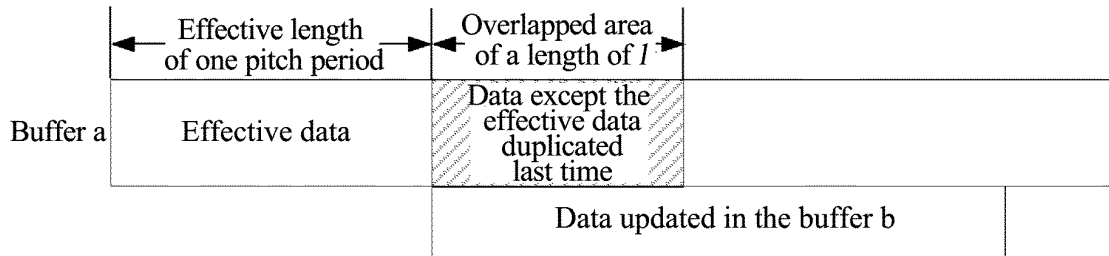 Effective length
of one pitch period
Overlapped area
of a length of l
Buffer a
Effective data
Data except the
effective data
duplicated
last time
Data updated in the buffer b